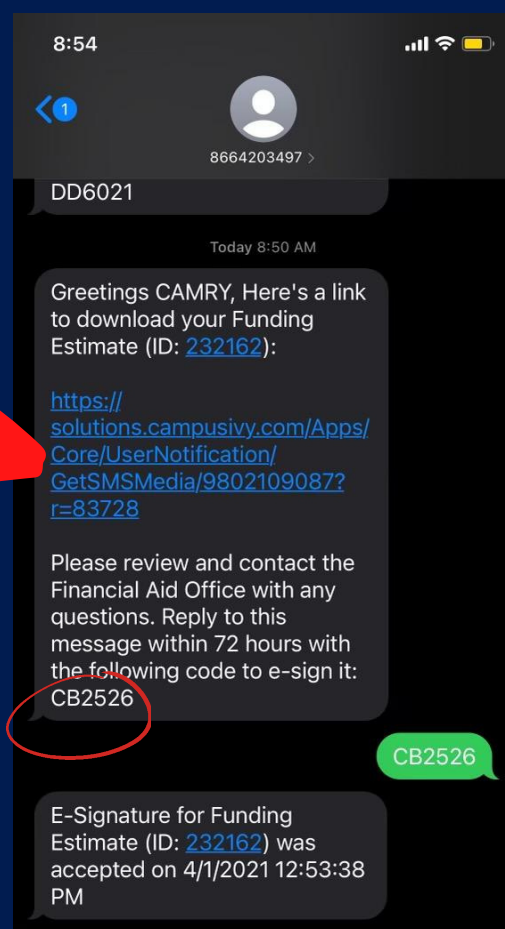 8:54
1
8664203497 >
DD6021
Today 8:50 AM
Greetings CAMRY, Here's a link
to download your Funding
Estimate (ID: 232162):
https://
solutions.campusivy.com/Apps/
Core/UserNotification/
GetSMSMedia/9802109087?
r=83728
Please review and contact the
Financial Aid Office with any
questions. Reply to this
message within 72 hours with
the following code to e-sign it:
CB2526
CB2526
E-Signature for Funding
Estimate (ID: 232162) was
accepted on 4/1/2021 12:53:38
PM